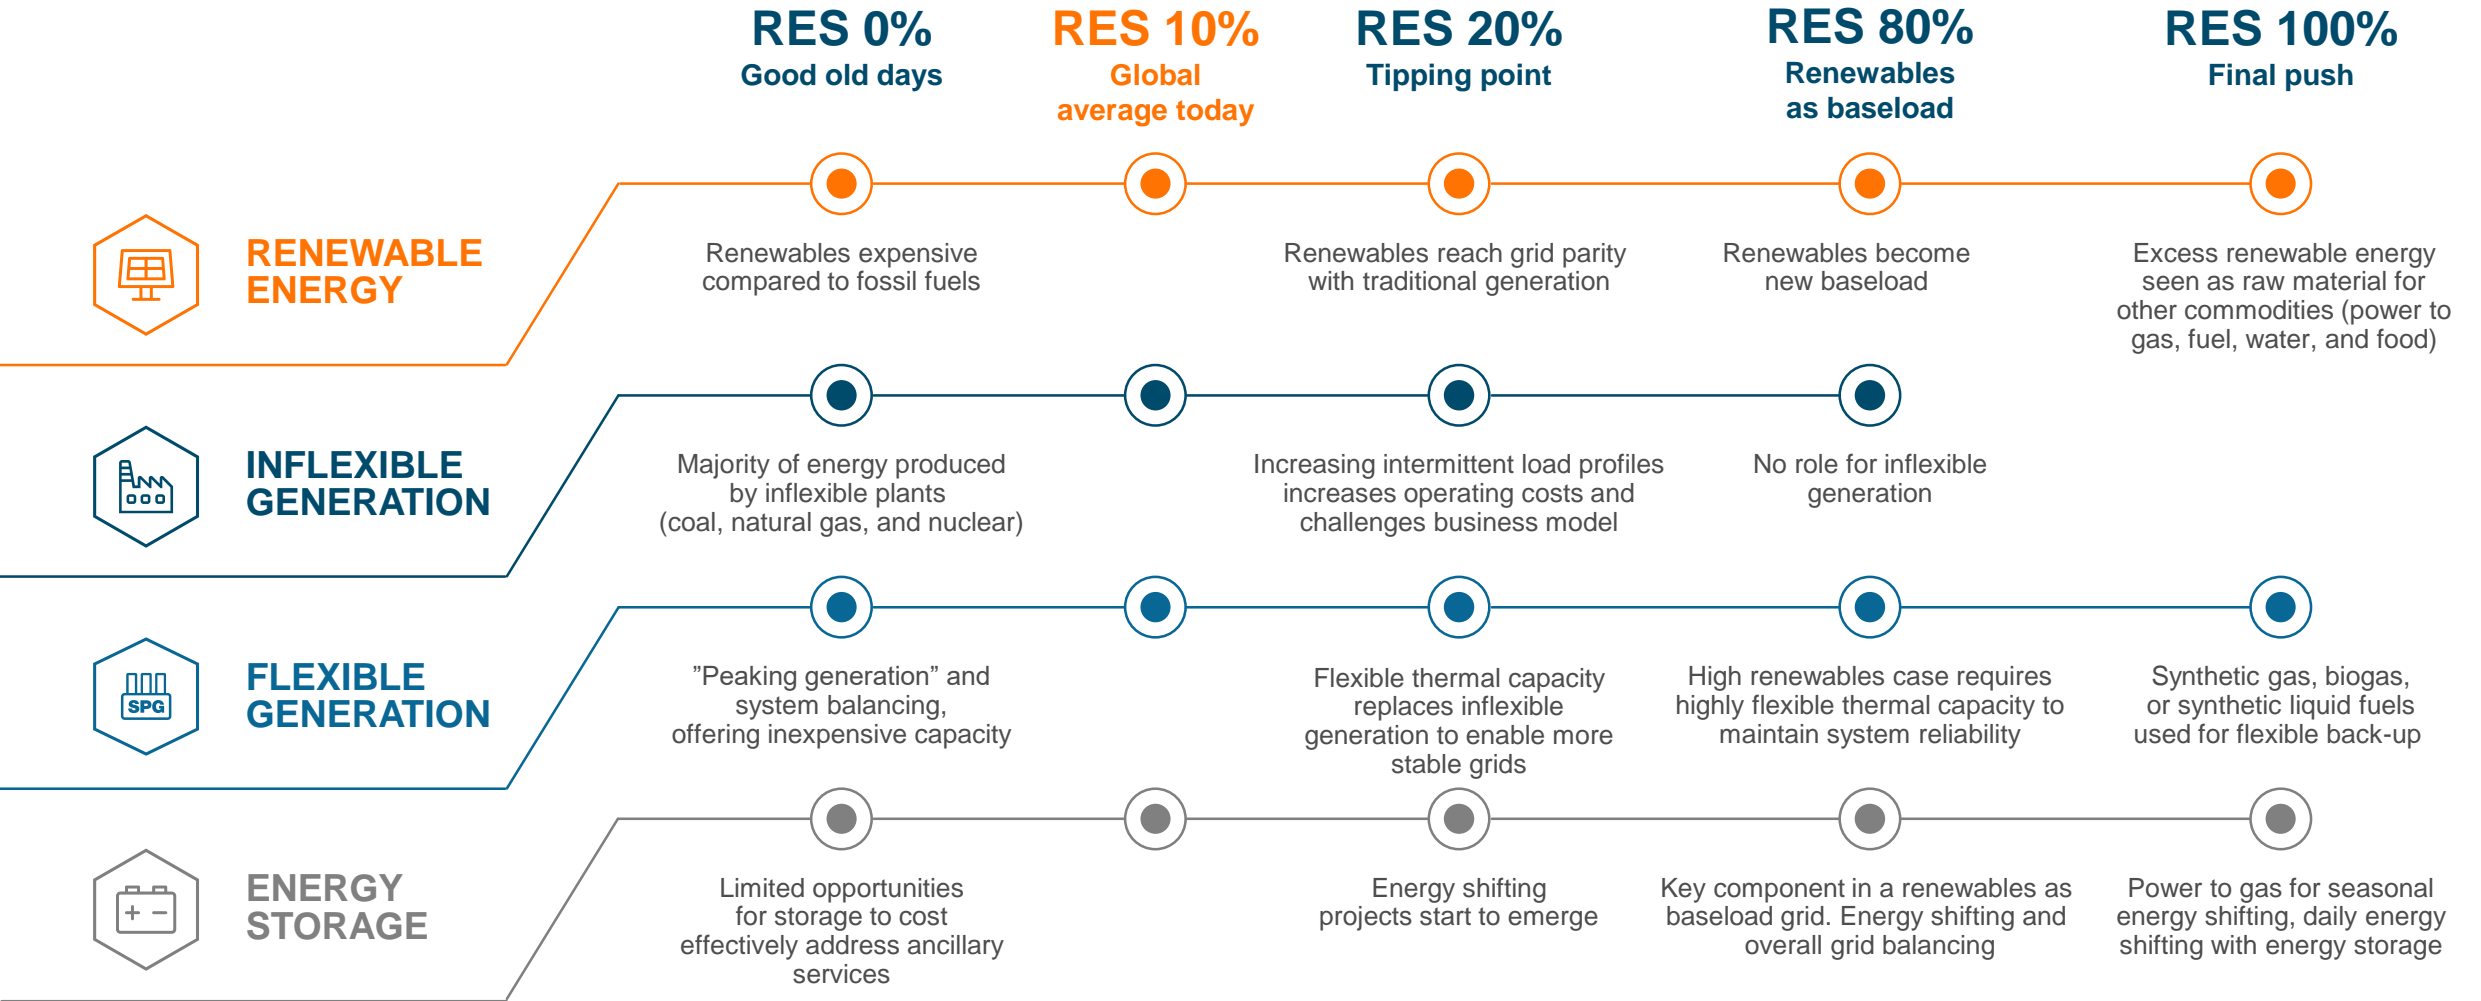 RES 0%
Good old days
RES 10%
Global
average today
RES 20%
Tipping point
RES 80%
Renewables
as baseload
RES 100%
Final push
RENEWABLE
ENERGY
Renewables expensive
compared to fossil fuels
Renewables reach grid parity
with traditional generation
Renewables become
new baseload
Excess renewable energy
seen as raw material for
other commodities (power to
gas, fuel, water, and food)
INFLEXIBLE
GENERATION
Majority of energy produced
by inflexible plants
(coal, natural gas, and nuclear)
Increasing intermittent load profiles
increases operating costs and
challenges business model
No role for inflexible
generation
SPG
FLEXIBLE
GENERATION
”Peaking generation” and
system balancing,
offering inexpensive capacity
Flexible thermal capacity
replaces inflexible
generation to enable more
stable grids
High renewables case requires
highly flexible thermal capacity to
maintain system reliability
Synthetic gas, biogas,
or synthetic liquid fuels
used for flexible back-up
ENERGY
STORAGE
Limited opportunities
for storage to cost
effectively address ancillary
services
Energy shifting
projects start to emerge
Key component in a renewables as
baseload grid. Energy shifting and
overall grid balancing
Power to gas for seasonal
energy shifting, daily energy
shifting with energy storage